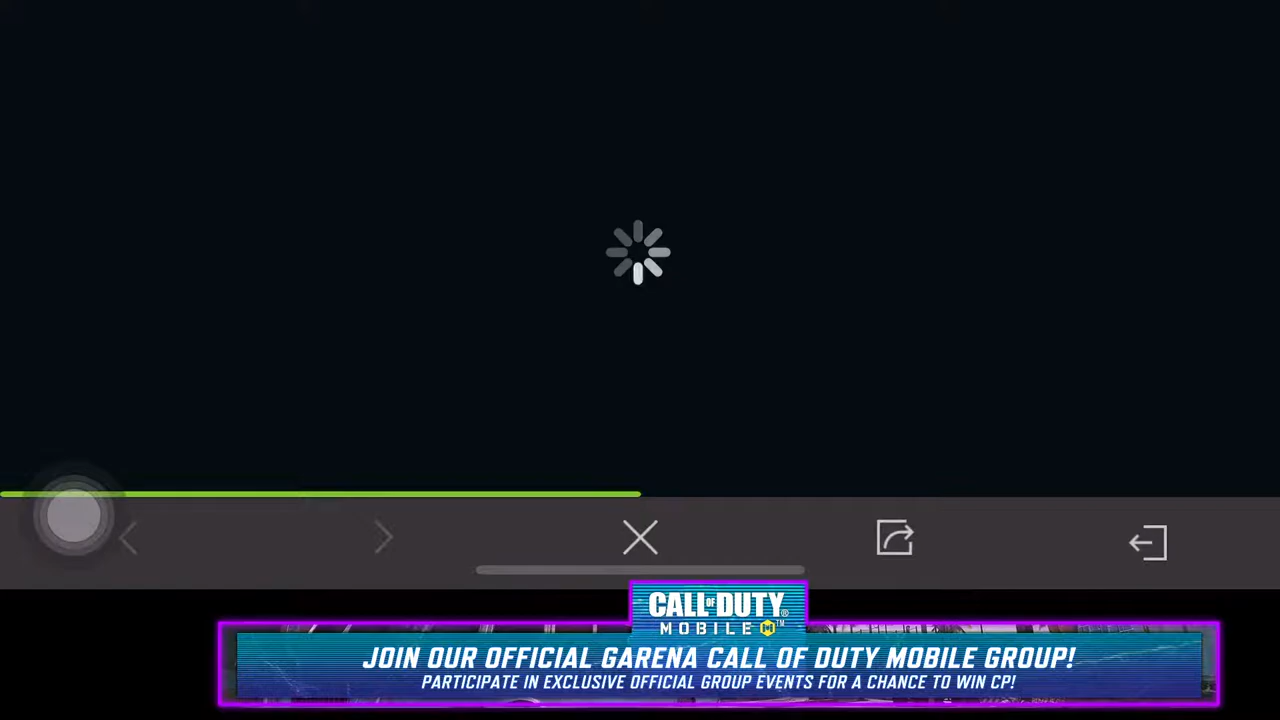 CALL OF DUTY®
MOBILE M™
JOIN OUR OFFICIAL GARENA CALL OF DUTY MOBILE GROUP!
PARTICIPATE IN EXCLUSIVE OFFICIAL GROUP EVENTS FOR A CHANCE TO WIN CP!